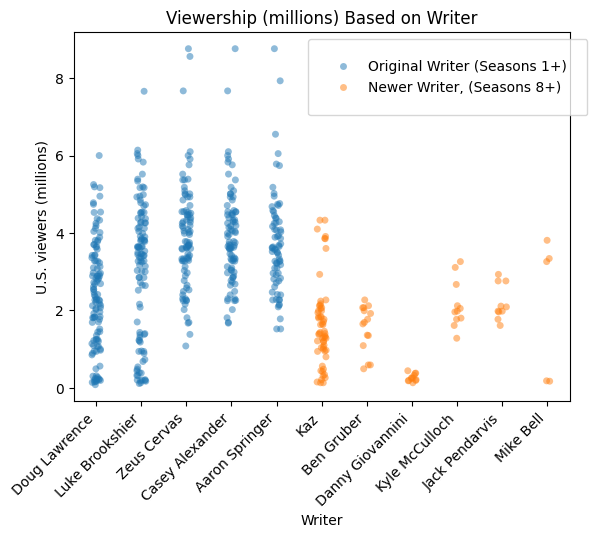 Viewership (millions) Based on Writer
Original Writer (Seasons 1+)
Newer Writer, (Seasons 8+)
U.S. viewers (millions)
8
6
4
2
0
Doug Lawrence
Luke Brookshier
Zeus Cervas
Casey Alexander
Aaron Springer
Kaz
Ben Gruber
Danny Giovannini
Kyle McCulloch
Jack Pendarvis
Mike Bell
Writer